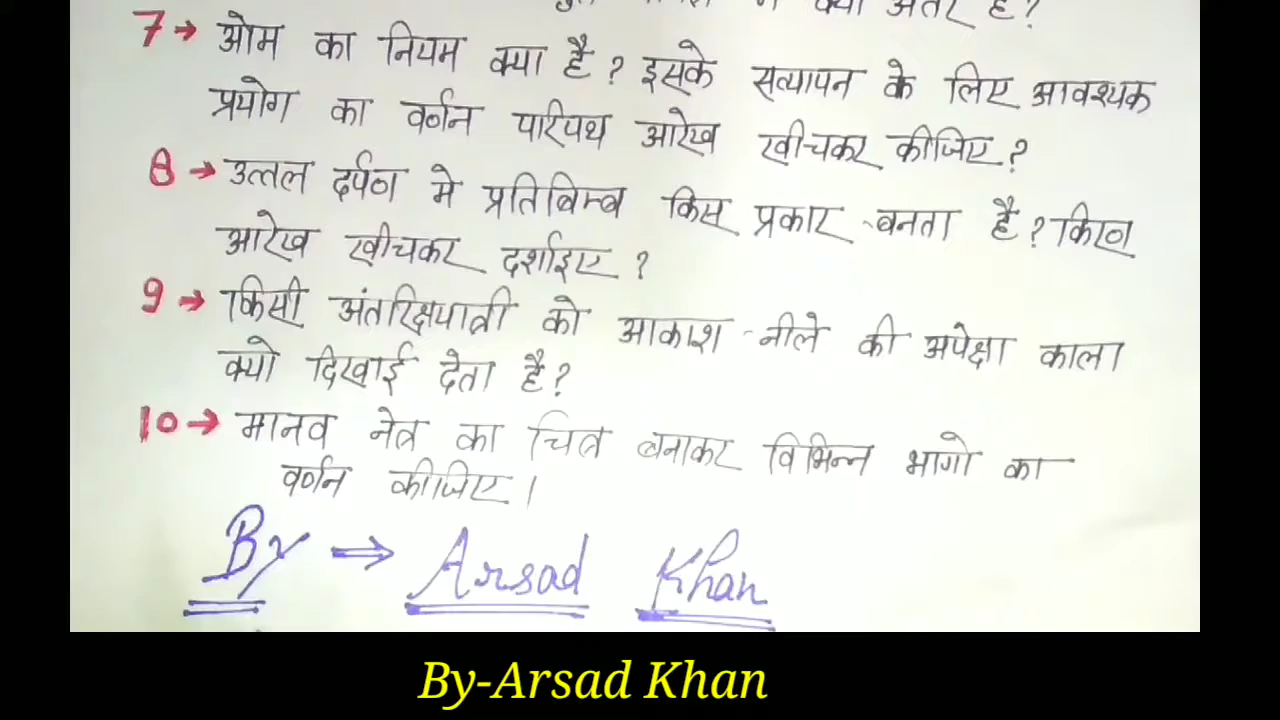 में क्या अंतर है?
7→ ओम का नियम क्या है? इसके सत्यापन के लिए आवश्यक
प्रयोग का वर्णन परिपथ आरेख खीचकर कीजिए?
8→ उत्तल दर्पण मे प्रतिबिम्ब किस प्रकार बनता है? किरण
आरेख खीचकर दर्शाइए?
9→ किसी अंतरिक्षयात्री को आकाश नीले की अपेक्षा काला
क्यो दिखाई देता है?
10→ मानव नेत्र का चित्र बनाकर विभिन्न भागो का
वर्णन कीजिए।
By → Arsad Khan
By-Arsad Khan